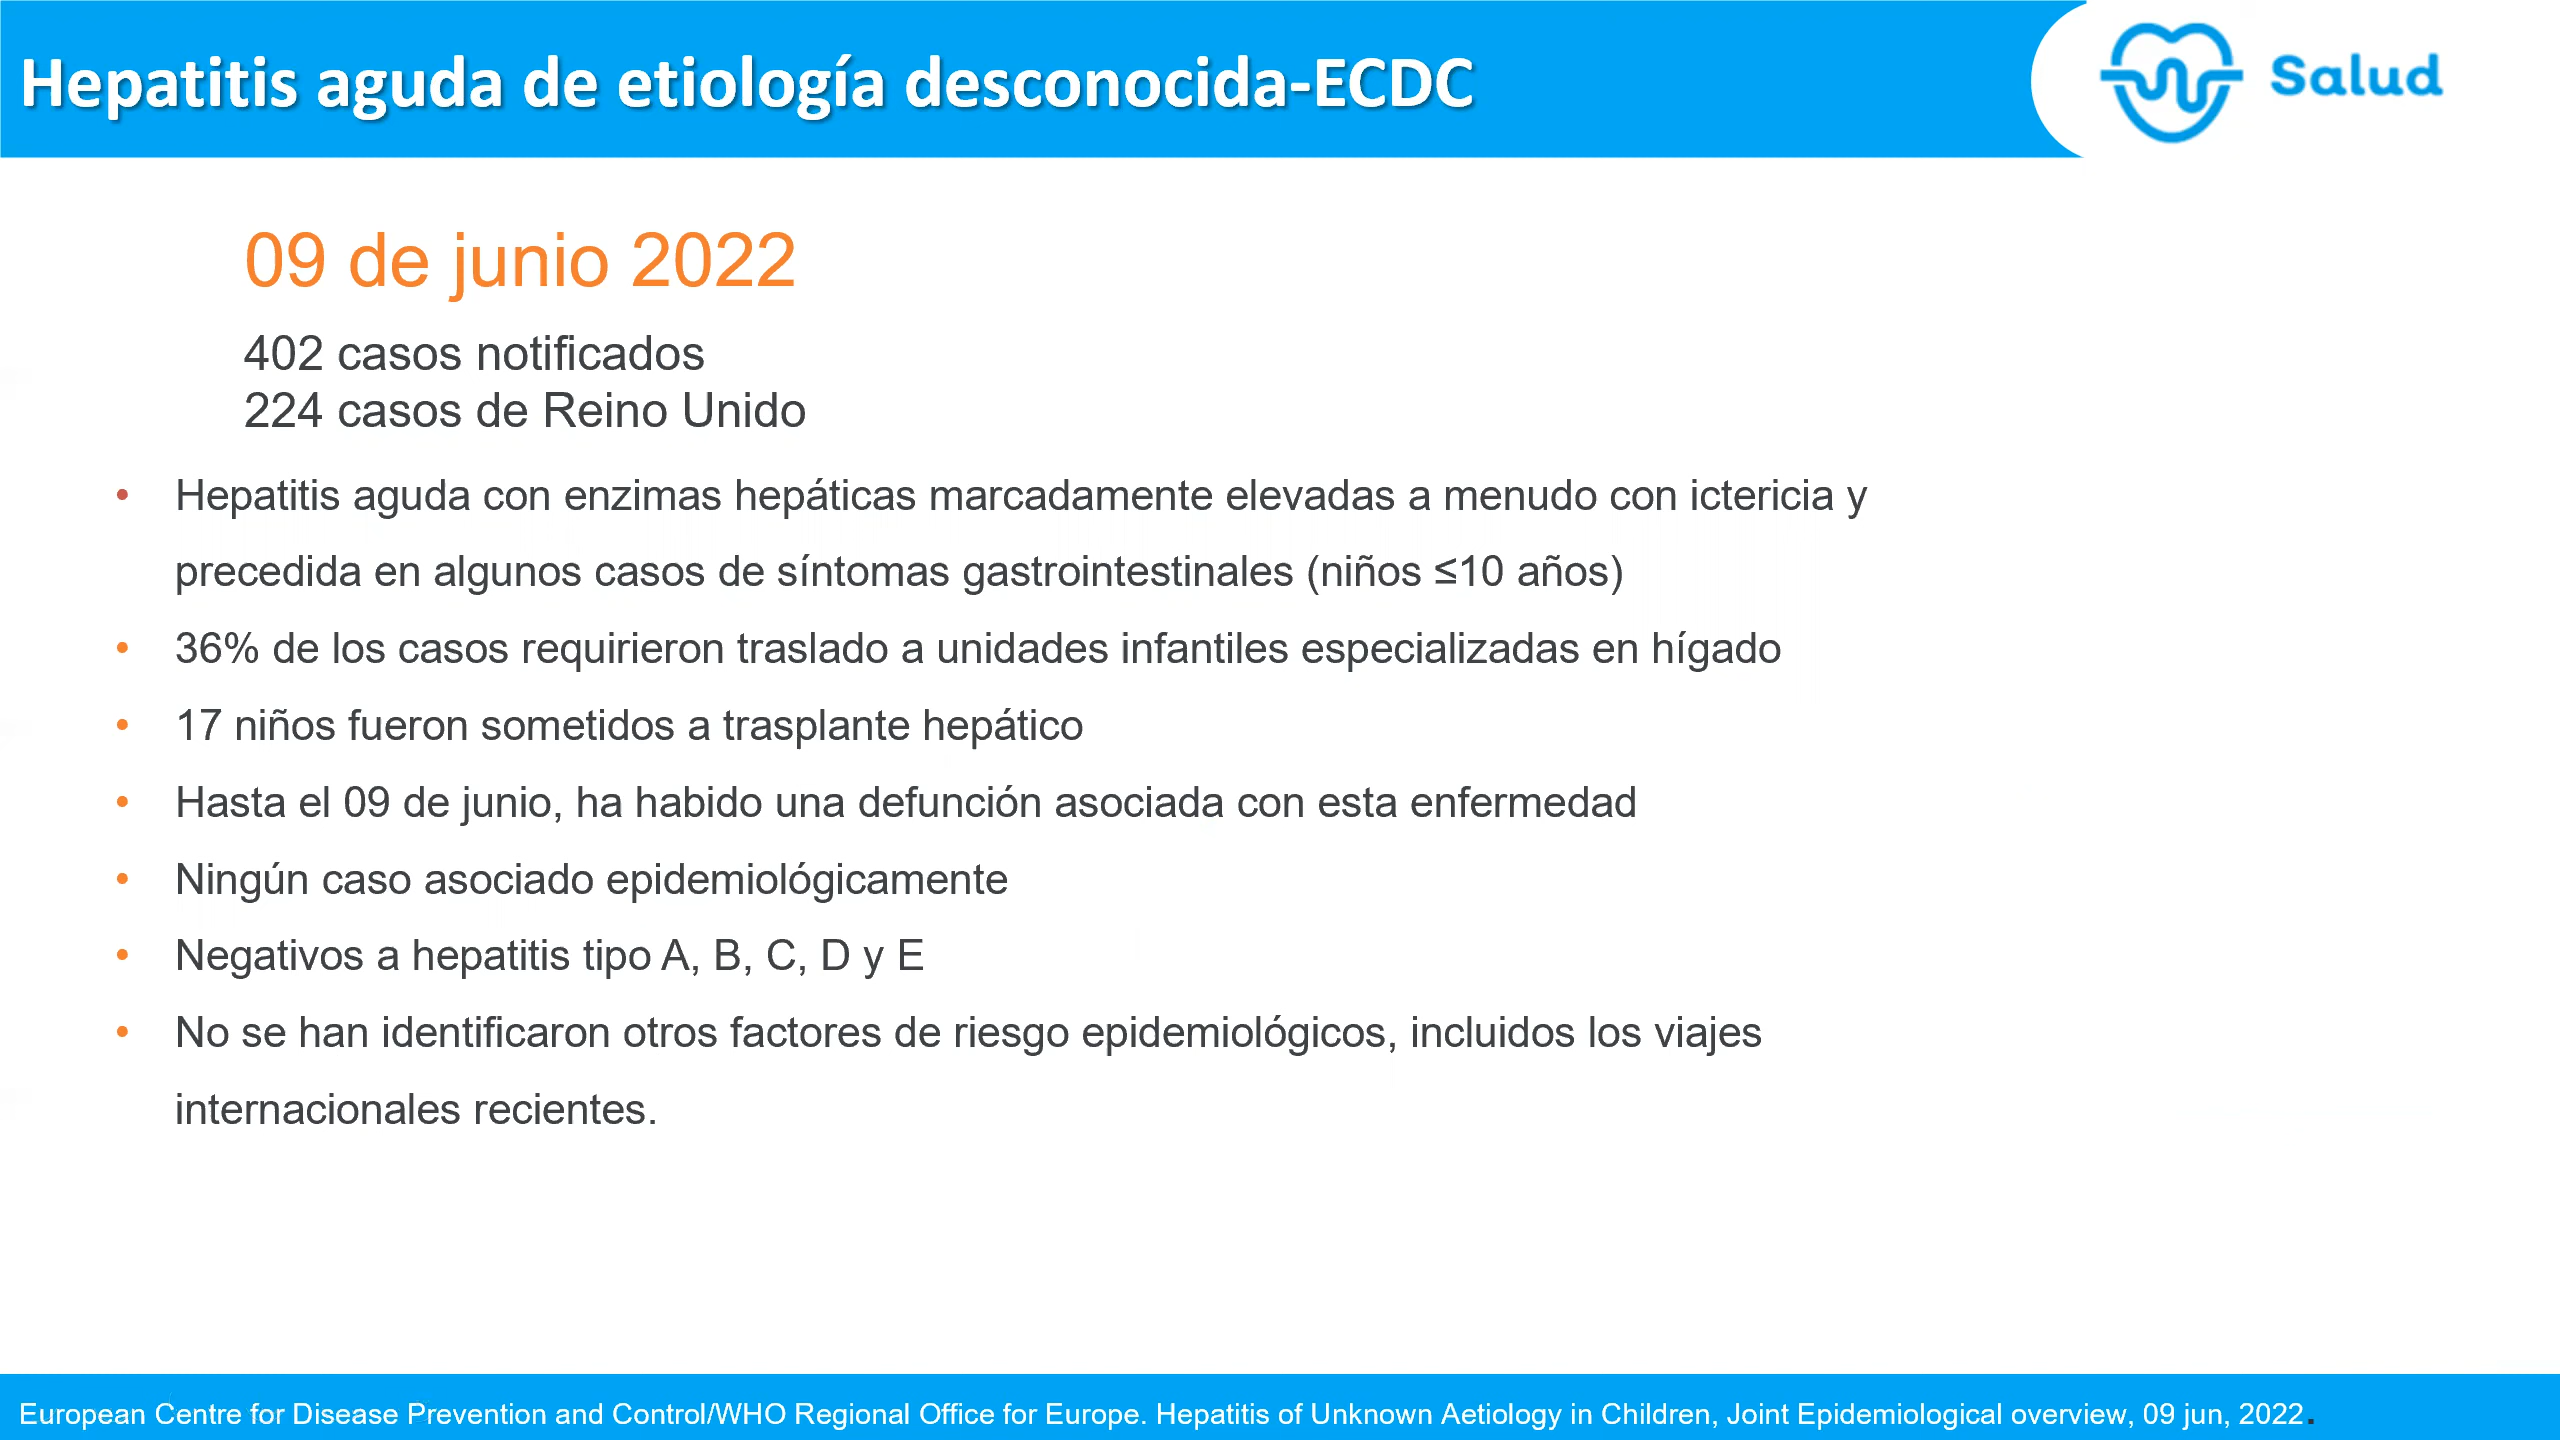 Hepatitis aguda de etiología desconocida-ECDC
Salud
09 de junio 2022
402 casos notificados
224 casos de Reino Unido
• Hepatitis aguda con enzimas hepáticas marcadamente elevadas a menudo con ictericia y
precedida en algunos casos de síntomas gastrointestinales (niños ≤10 años)
• 36% de los casos requirieron traslado a unidades infantiles especializadas en hígado
• 17 niños fueron sometidos a trasplante hepático
• Hasta el 09 de junio, ha habido una defunción asociada con esta enfermedad
• Ningún caso asociado epidemiológicamente
• Negativos a hepatitis tipo A, B, C, D y E
• No se han identificaron otros factores de riesgo epidemiológicos, incluidos los viajes
internacionales recientes.
European Centre for Disease Prevention and Control/WHO Regional Office for Europe. Hepatitis of Unknown Aetiology in Children, Joint Epidemiological overview, 09 jun, 2022.